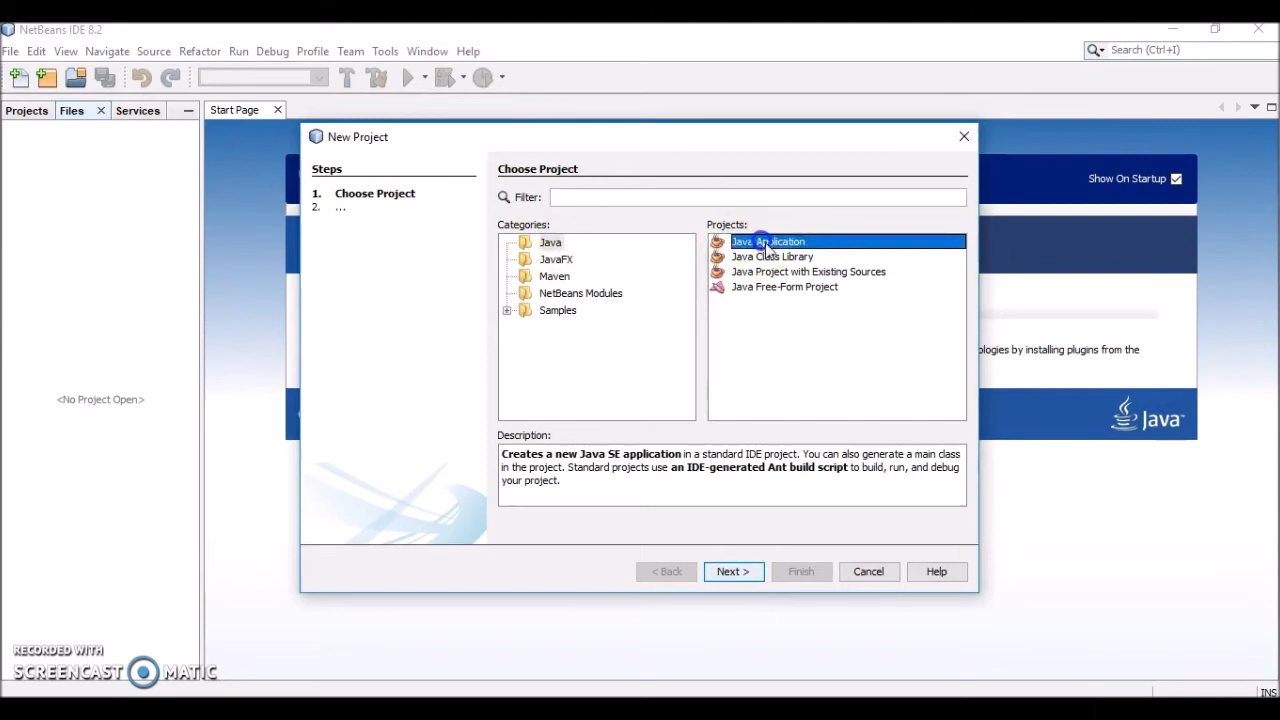 NetBeans IDE 8.2
File Edit View Navigate Source Refactor Run Debug Profile Team Tools Window Help
Search (Ctrl+I)
Projects Files Services
Start Page
<No Project Open>
Show On Startup
ologies by installing plugins from the
Java
New Project
Steps
1. Choose Project
2. ...
Choose Project
Filter:
Categories:
Java
JavaFX
Maven
NetBeans Modules
Samples
Projects:
Java Application
Java Class Library
Java Project with Existing Sources
Java Free-Form Project
Description:
Creates a new Java SE application in a standard IDE project. You can also generate a main class
in the project. Standard projects use an IDE-generated Ant build script to build, run, and debug
your project.
< Back Next > Finish Cancel Help
RECORDED WITH
SCREENCAST MATIC
INS